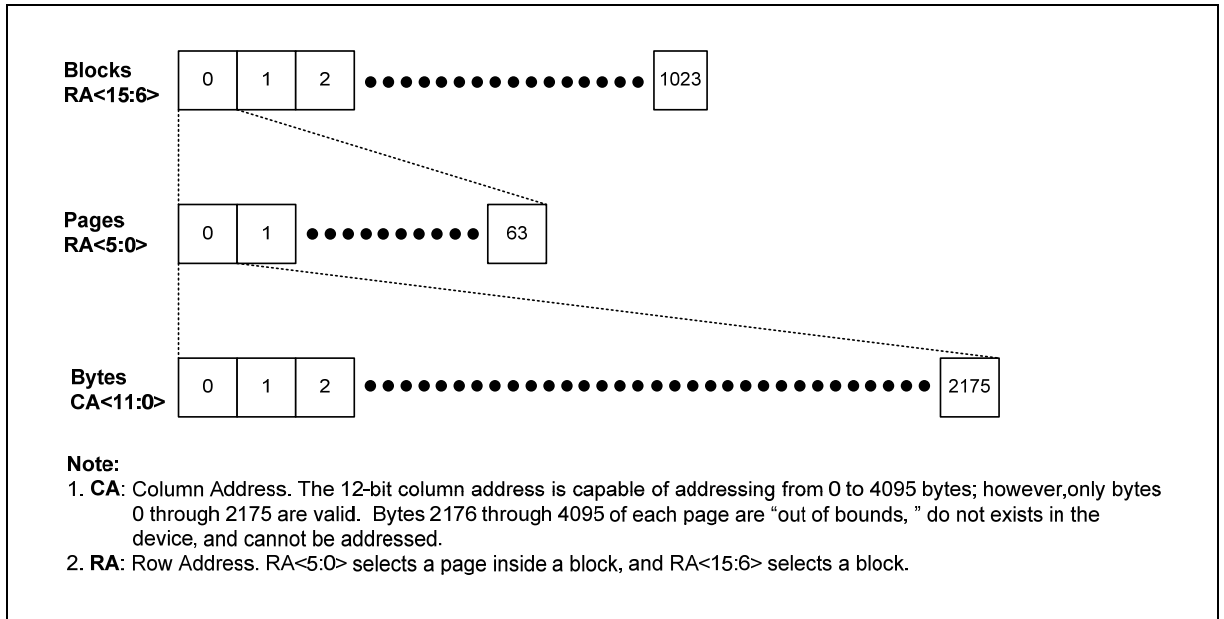 Blocks
RA<15:6>
0 1 2 1023
Pages
RA<5:0>
0 1 63
Bytes
CA<11:0>
0 1 2 2175
Note:
1. CA: Column Address. The 12-bit column address is capable of addressing from 0 to 4095 bytes; however,only bytes
0 through 2175 are valid. Bytes 2176 through 4095 of each page are “out of bounds, ” do not exists in the
device, and cannot be addressed.
2. RA: Row Address. RA<5:0> selects a page inside a block, and RA<15:6> selects a block.